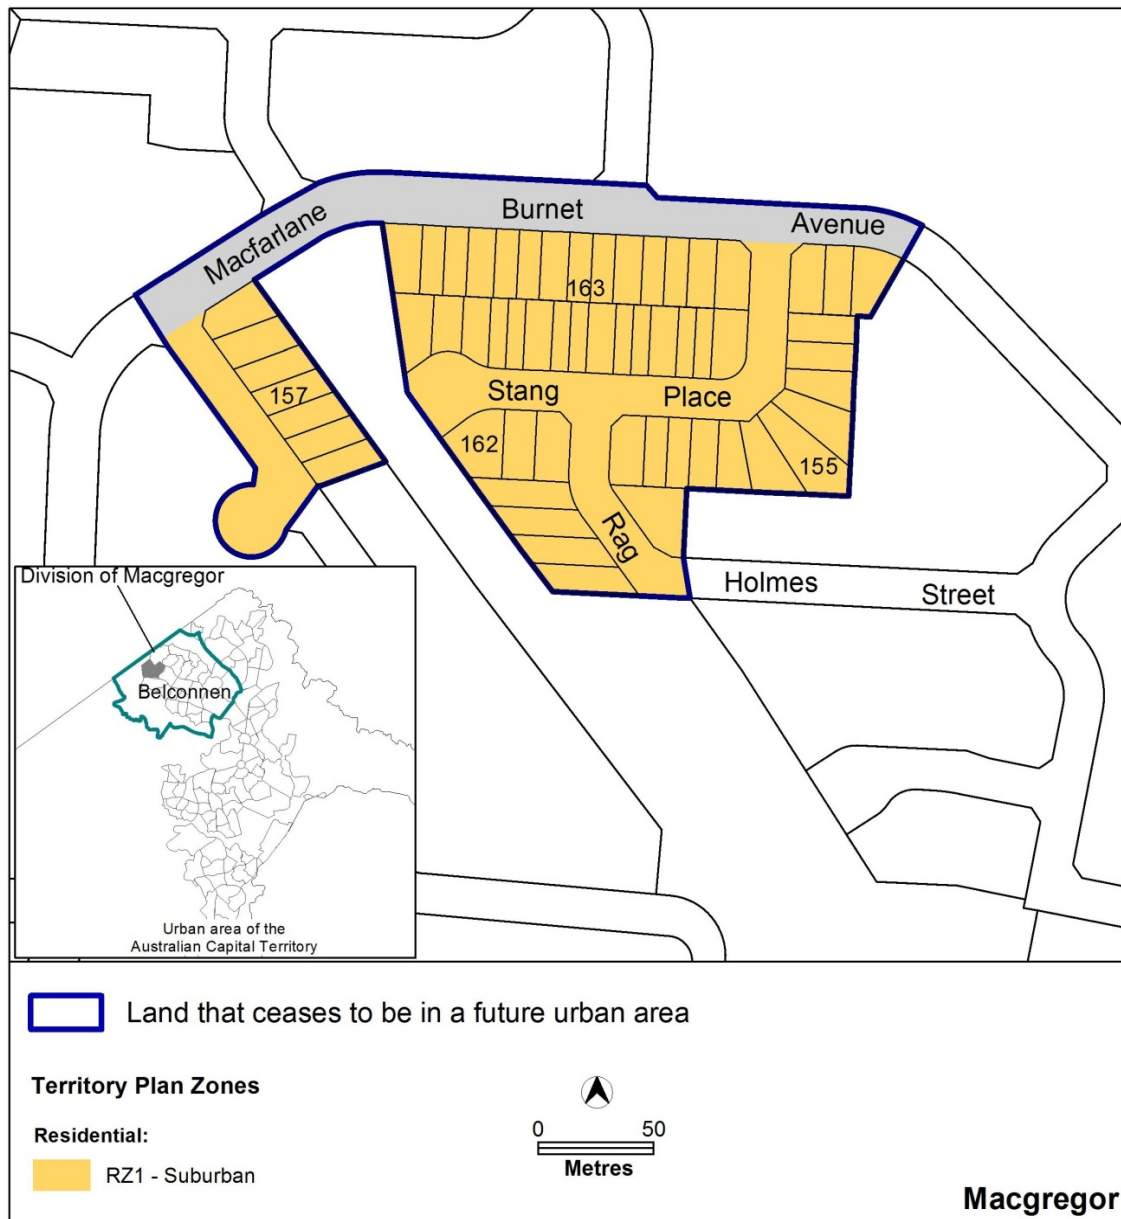 Macfarlane
Burnet
Avenue
163
157
Stang
Place
162
155
Rag
Holmes
Street
Division of Macgregor
Belconnen
Urban area of the
Australian Capital Territory
Land that ceases to be in a future urban area
Territory Plan Zones
Residential:
RZ1 - Suburban
0 50
Metres
Macgregor